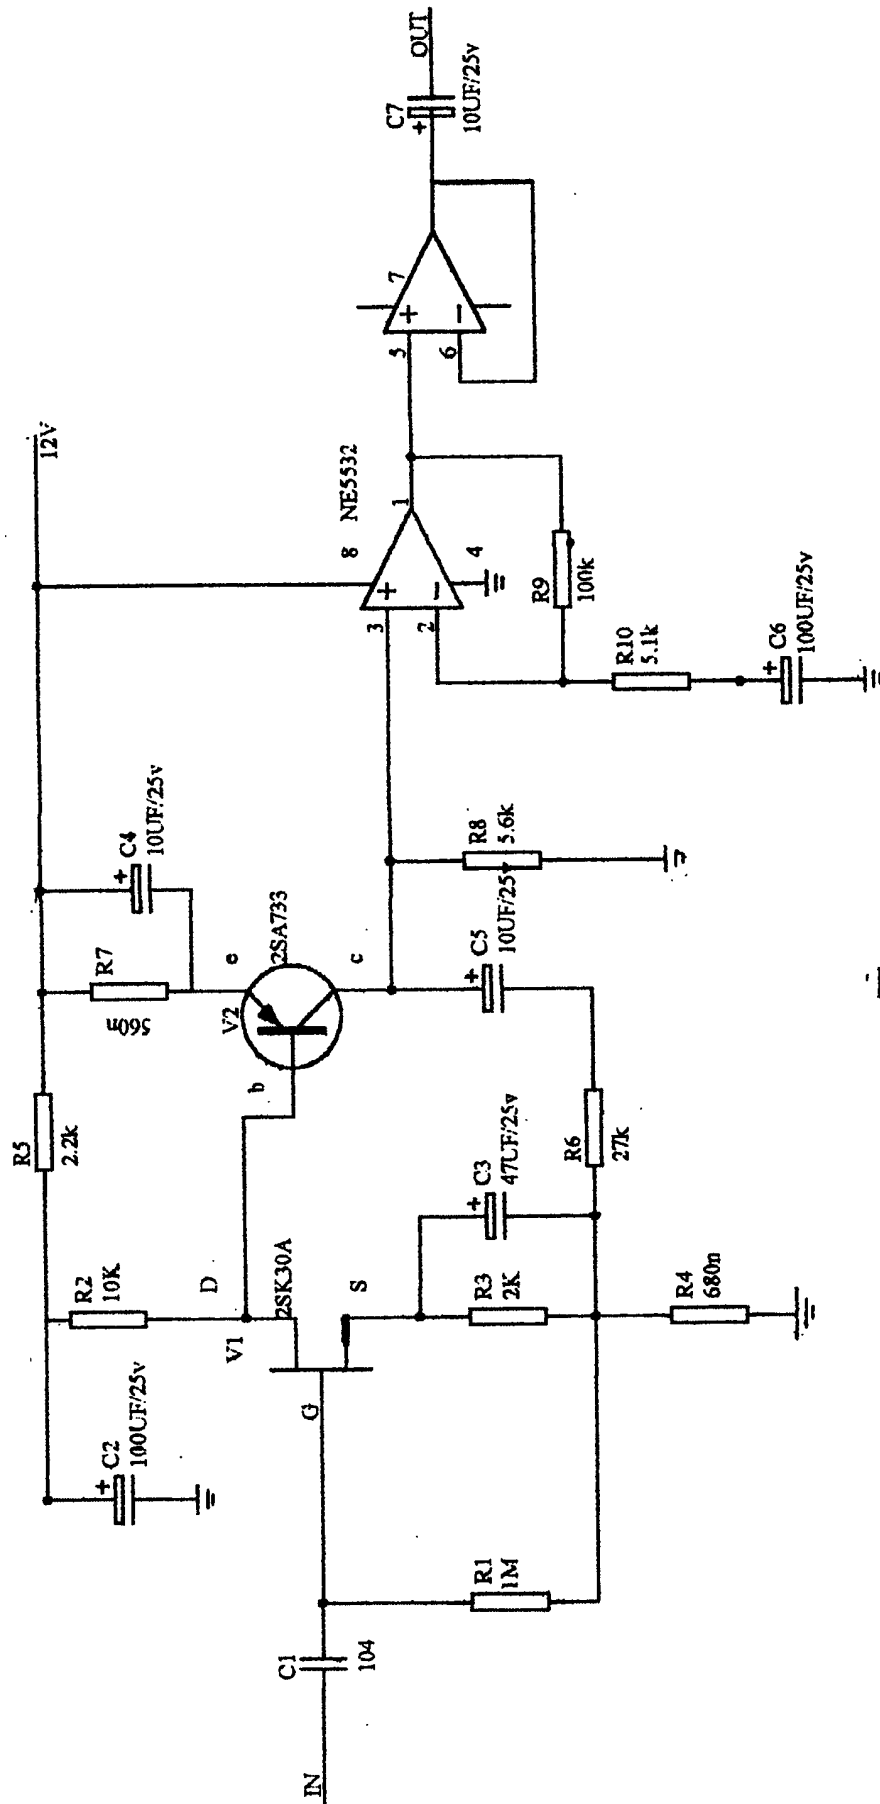 IN
C1
104
R1
1M
C2
+
100UF/25v
R2
10K
R5
2.2k
V1
D
G
S
2SK30A
R3
2K
C3
+
47UF/25v
R4
680n
R6
27k
R7
560n
C4
+
10UF/25v
V2
e
b
c
2SA733
C5
+
10UF/25v
R8
5.6k
12V
8
NE5532
3
+
2
−
1
4
R9
100k
R10
5.1k
C6
+
100UF/25v
5
+
6
−
7
C7
+
10UF/25v
OUT